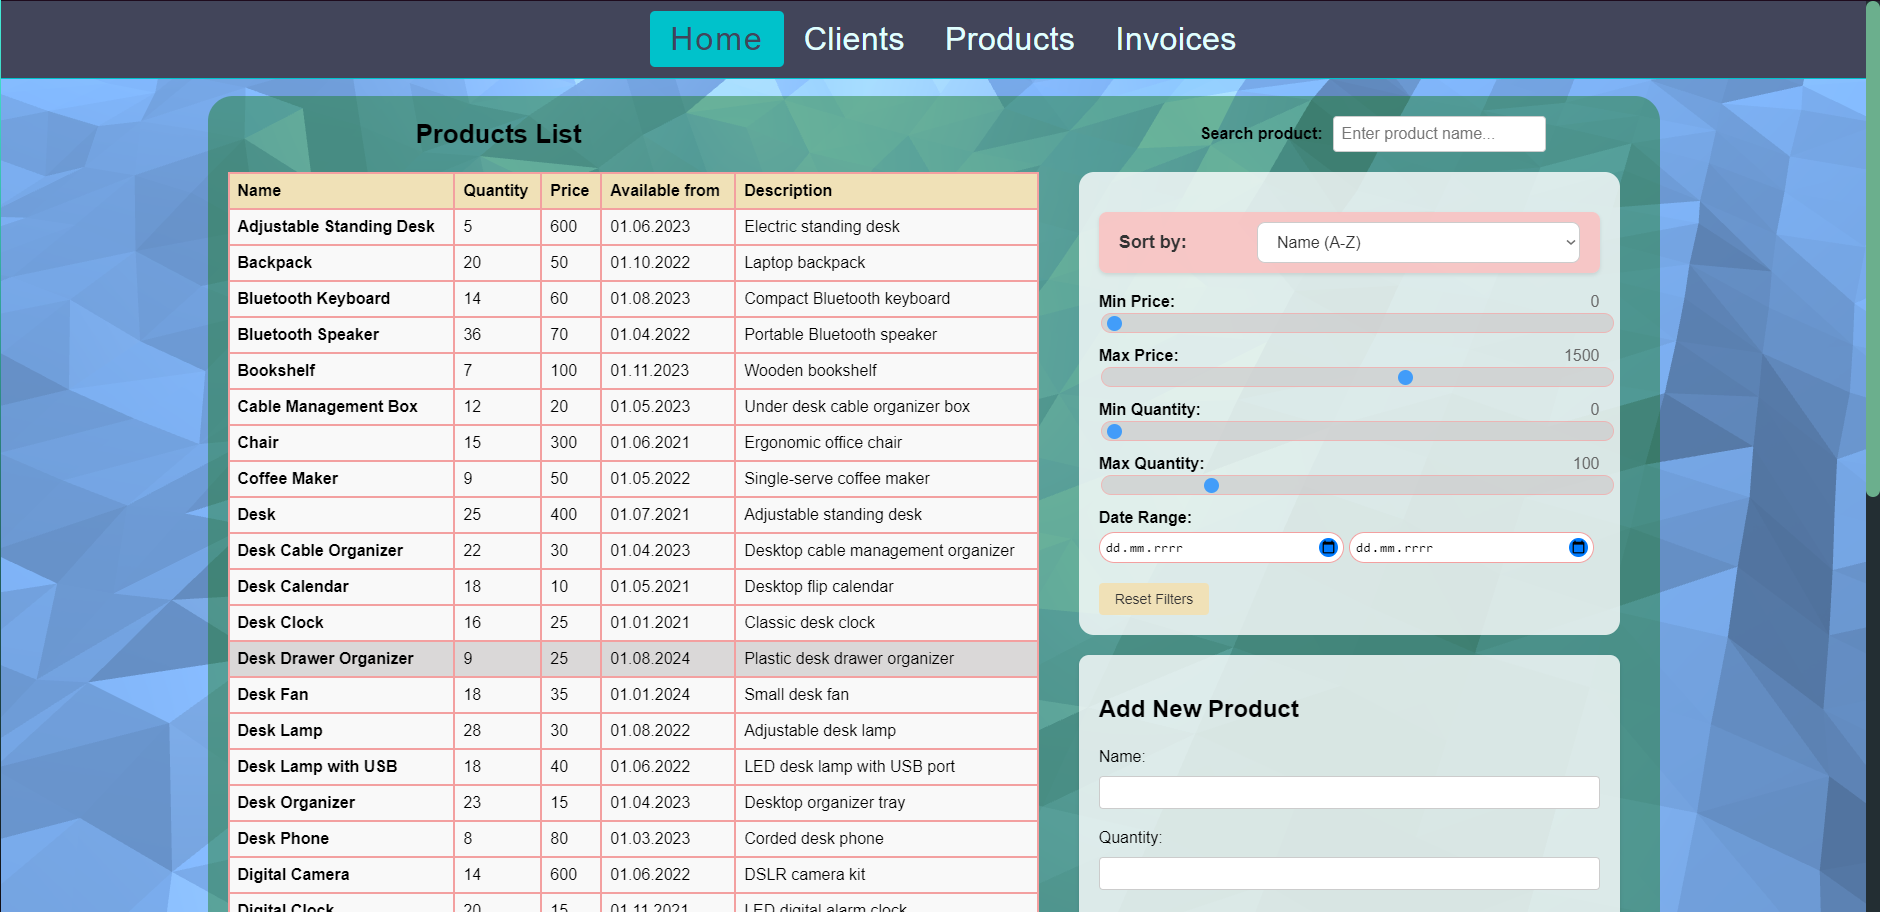 Home Clients Products Invoices
Products List
Search product: Enter product name...
Name Quantity Price Available from Description
Adjustable Standing Desk 5 600 01.06.2023 Electric standing desk
Backpack 20 50 01.10.2022 Laptop backpack
Bluetooth Keyboard 14 60 01.08.2023 Compact Bluetooth keyboard
Bluetooth Speaker 36 70 01.04.2022 Portable Bluetooth speaker
Bookshelf 7 100 01.11.2023 Wooden bookshelf
Cable Management Box 12 20 01.05.2023 Under desk cable organizer box
Chair 15 300 01.06.2021 Ergonomic office chair
Coffee Maker 9 50 01.05.2022 Single-serve coffee maker
Desk 25 400 01.07.2021 Adjustable standing desk
Desk Cable Organizer 22 30 01.04.2023 Desktop cable management organizer
Desk Calendar 18 10 01.05.2021 Desktop flip calendar
Desk Clock 16 25 01.01.2021 Classic desk clock
Desk Drawer Organizer 9 25 01.08.2024 Plastic desk drawer organizer
Desk Fan 18 35 01.01.2024 Small desk fan
Desk Lamp 28 30 01.08.2022 Adjustable desk lamp
Desk Lamp with USB 18 40 01.06.2022 LED desk lamp with USB port
Desk Organizer 23 15 01.04.2023 Desktop organizer tray
Desk Phone 8 80 01.03.2023 Corded desk phone
Digital Camera 14 600 01.06.2022 DSLR camera kit
Digital Clock 20 15 01.11.2021 LED digital alarm clock
Sort by: Name (A-Z)
Min Price: 0
Max Price: 1500
Min Quantity: 0
Max Quantity: 100
Date Range:
dd.mm.rrrr dd.mm.rrrr
Reset Filters
Add New Product
Name:
Quantity: